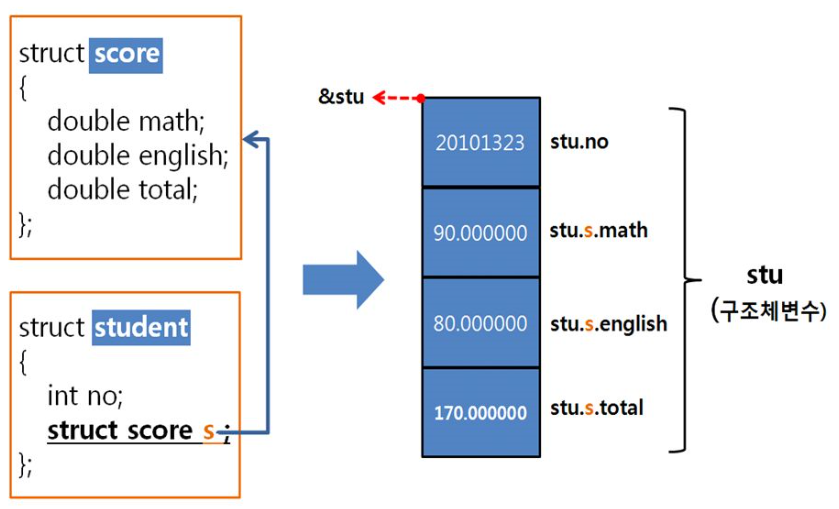 struct score
{
double math;
double english;
double total;
};
struct student
{
int no;
struct score s ;
};
&stu
20101323 stu.no
90.000000 stu.s.math
80.000000 stu.s.english
170.000000 stu.s.total
stu
(구조체변수)